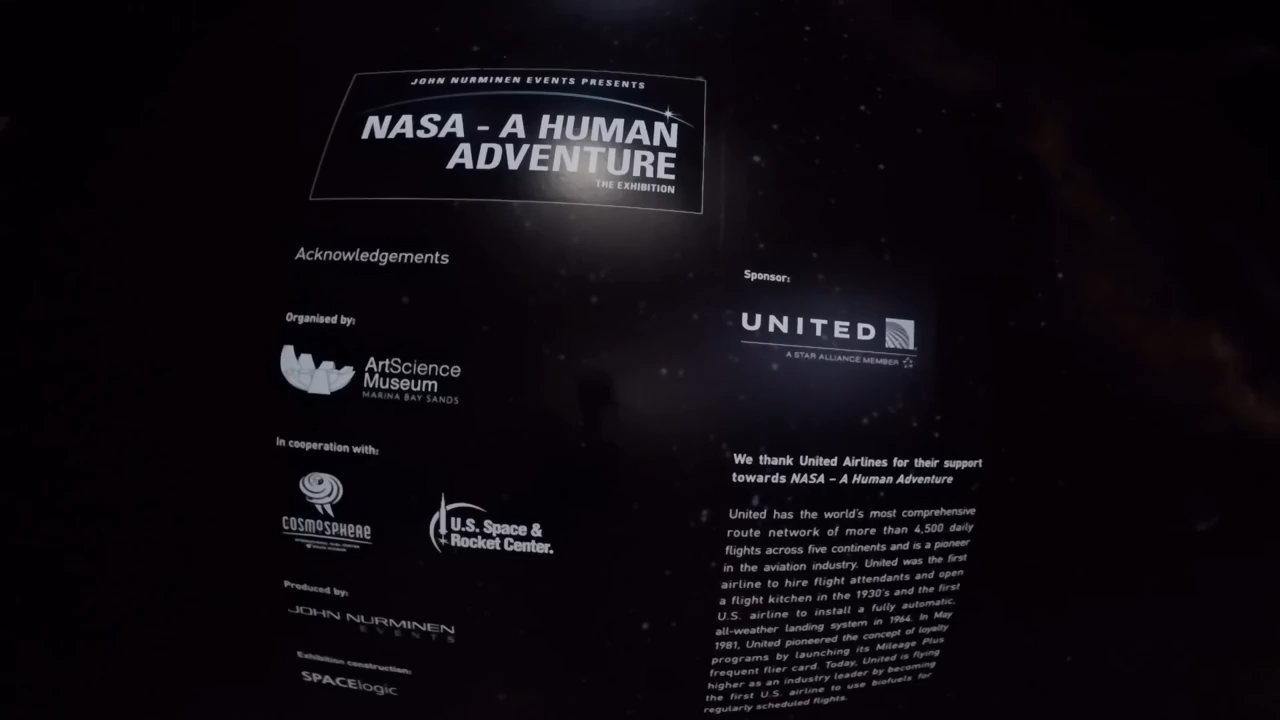 JOHN NURMINEN EVENTS PRESENTS
NASA - A HUMAN
ADVENTURE
THE EXHIBITION
Acknowledgements
Organised by:
ArtScience
Museum
MARINA BAY SANDS
In cooperation with:
COSMOSPHERE
U.S. Space &
Rocket Center.
Produced by:
JOHN NURMINEN
EVENTS
Exhibition construction:
SPACElogic
Sponsor:
UNITED
A STAR ALLIANCE MEMBER
We thank United Airlines for their support
towards NASA – A Human Adventure
United has the world's most comprehensive
route network of more than 4,500 daily
flights across five continents and is a pioneer
in the aviation industry. United was the first
airline to hire flight attendants and open
a flight kitchen in the 1930's and the first
U.S. airline to install a fully automatic,
all-weather landing system in 1964. In May
1981, United pioneered the concept of loyalty
programs by launching its Mileage Plus
frequent flier card. Today, United is flying
higher as an industry leader by becoming
the first U.S. airline to use biofuels for
regularly scheduled flights.